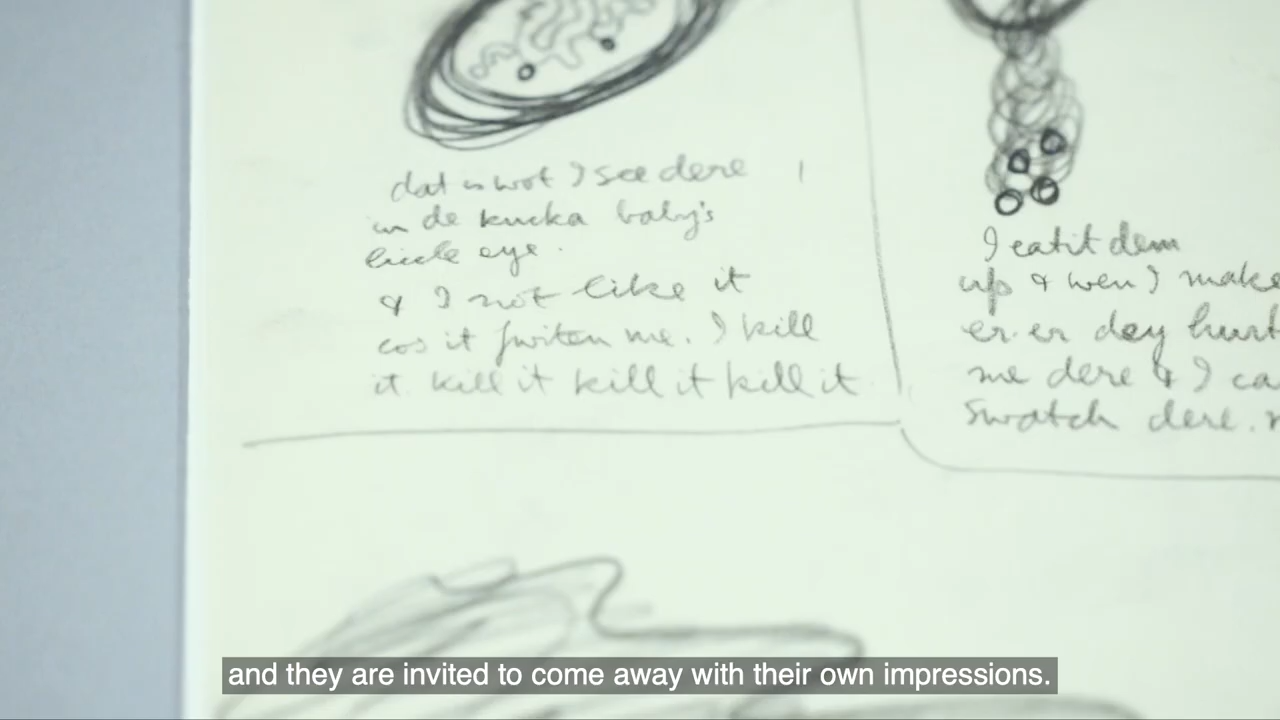 dat is wot I see dere
in de kucka baby's
lickle eye.
& I not like it
cos it friten me. I kill
it kill it kill it kill it
I eatit dem
up & wen I make
er. er dey hurt
me dere & I ca
swatch dere.
and they are invited to come away with their own impressions.